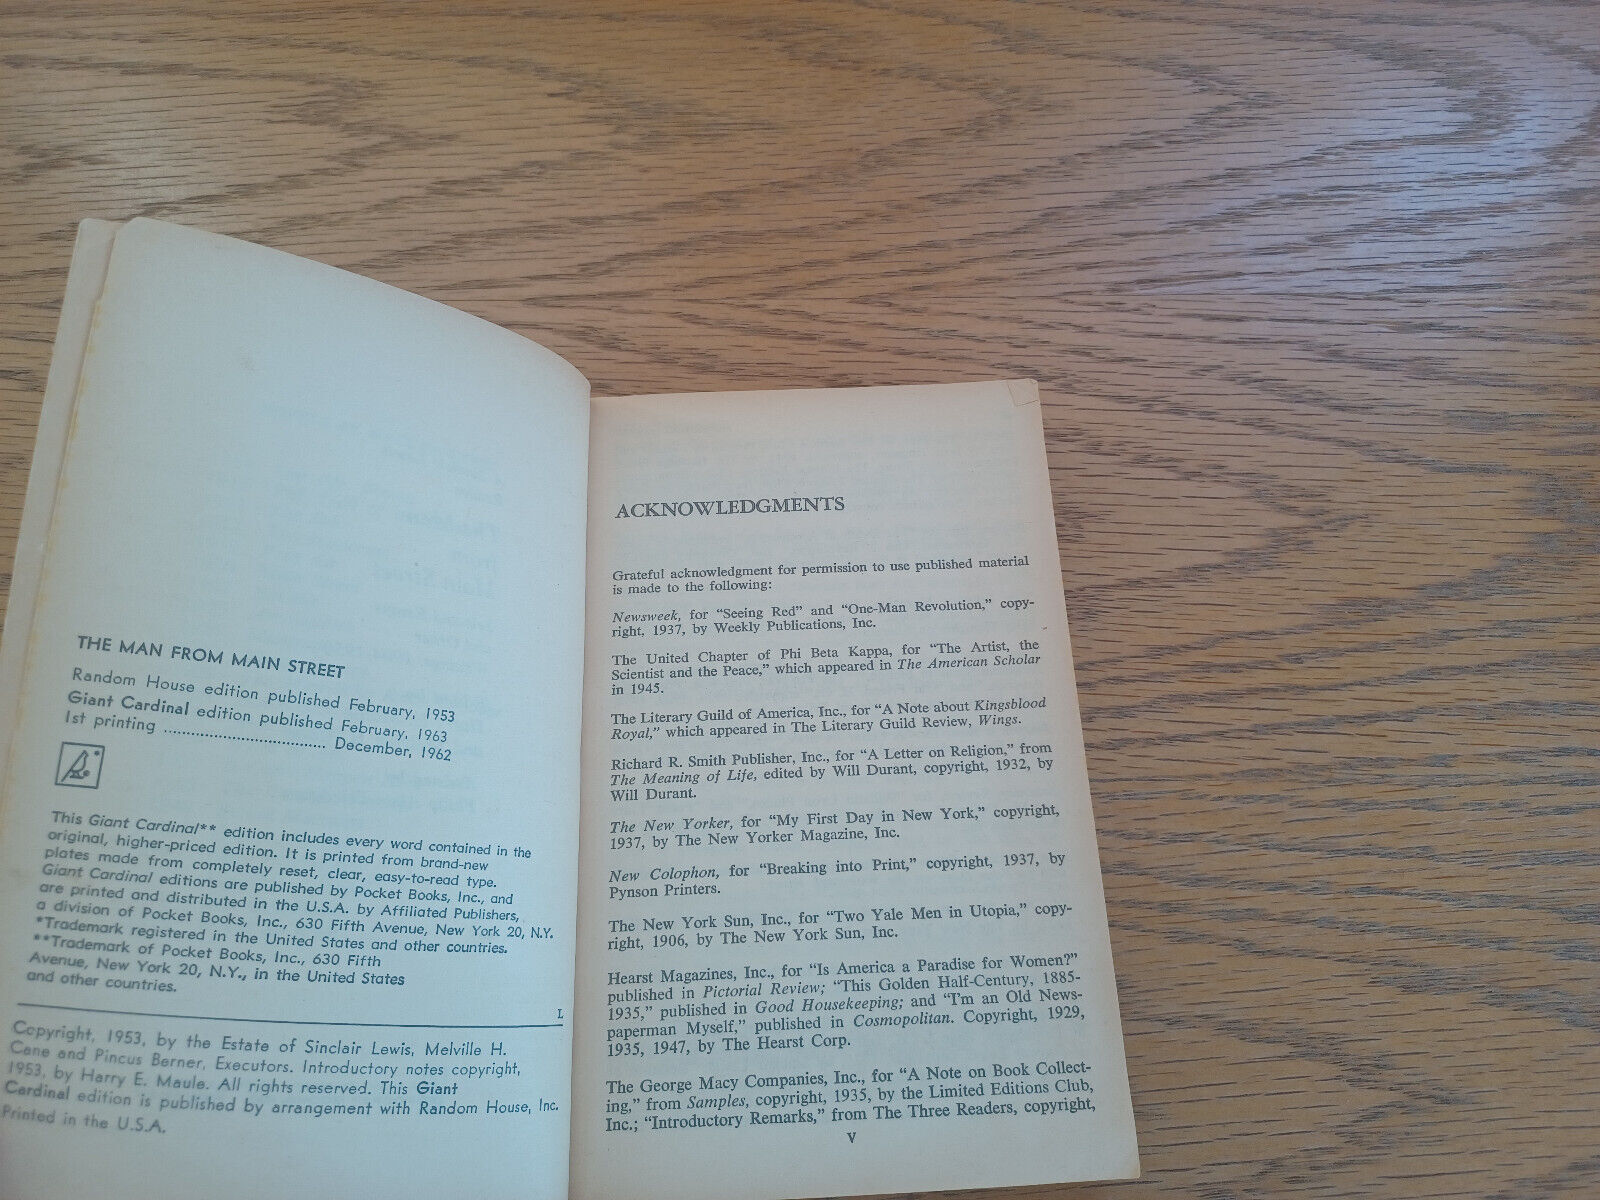 THE MAN FROM MAIN STREET
Random House edition published February, 1953
Giant Cardinal edition published February, 1963
1st printing .................................... December, 1962
This Giant Cardinal** edition includes every word contained in the
original, higher-priced edition. It is printed from brand-new
plates made from completely reset, clear, easy-to-read type.
Giant Cardinal editions are published by Pocket Books, Inc., and
are printed and distributed in the U.S.A. by Affiliated Publishers,
a division of Pocket Books, Inc., 630 Fifth Avenue, New York 20, N.Y.
*Trademark registered in the United States and other countries.
**Trademark of Pocket Books, Inc., 630 Fifth
Avenue, New York 20, N.Y., in the United States
and other countries.
L
Copyright, 1953, by the Estate of Sinclair Lewis, Melville H.
Cane and Pincus Berner, Executors. Introductory notes copyright,
1953, by Harry E. Maule. All rights reserved. This Giant
Cardinal edition is published by arrangement with Random House, Inc.
Printed in the U.S.A.
ACKNOWLEDGMENTS
Grateful acknowledgment for permission to use published material
is made to the following:
Newsweek, for “Seeing Red” and “One-Man Revolution,” copy-
right, 1937, by Weekly Publications, Inc.
The United Chapter of Phi Beta Kappa, for “The Artist, the
Scientist and the Peace,” which appeared in The American Scholar
in 1945.
The Literary Guild of America, Inc., for “A Note about Kingsblood
Royal,” which appeared in The Literary Guild Review, Wings.
Richard R. Smith Publisher, Inc., for “A Letter on Religion,” from
The Meaning of Life, edited by Will Durant, copyright, 1932, by
Will Durant.
The New Yorker, for “My First Day in New York,” copyright,
1937, by The New Yorker Magazine, Inc.
New Colophon, for “Breaking into Print,” copyright, 1937, by
Pynson Printers.
The New York Sun, Inc., for “Two Yale Men in Utopia,” copy-
right, 1906, by The New York Sun, Inc.
Hearst Magazines, Inc., for “Is America a Paradise for Women?”
published in Pictorial Review; “This Golden Half-Century, 1885-
1935,” published in Good Housekeeping; and “I’m an Old News-
paperman Myself,” published in Cosmopolitan. Copyright, 1929,
1935, 1947, by The Hearst Corp.
The George Macy Companies, Inc., for “A Note on Book Collect-
ing,” from Samples, copyright, 1935, by the Limited Editions Club,
Inc.; “Introductory Remarks,” from The Three Readers, copyright,
V